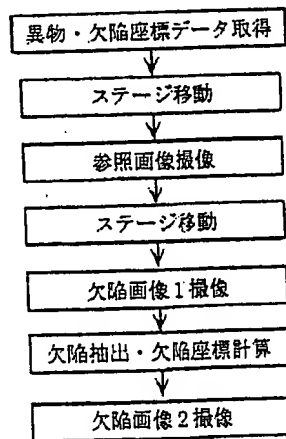 異物・欠陥座標データ取得
ステージ移動
参照画像撮像
ステージ移動
欠陥画像1撮像
欠陥抽出・欠陥座標計算
欠陥画像2撮像